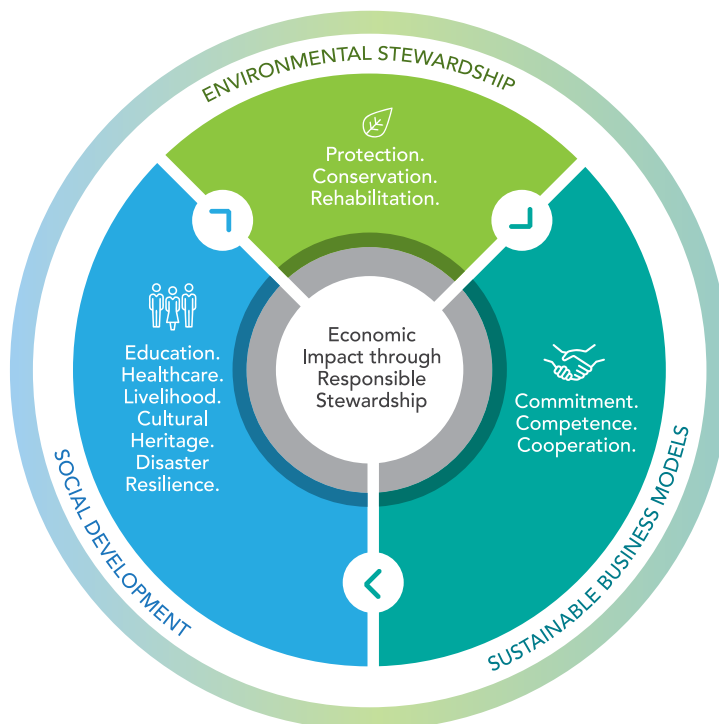 ENVIRONMENTAL STEWARDSHIP
Protection.
Conservation.
Rehabilitation.
Economic
Impact through
Responsible
Stewardship
Education.
Healthcare.
Livelihood.
Cultural
Heritage.
Disaster
Resilience.
Commitment.
Competence.
Cooperation.
SOCIAL DEVELOPMENT
SUSTAINABLE BUSINESS MODELS